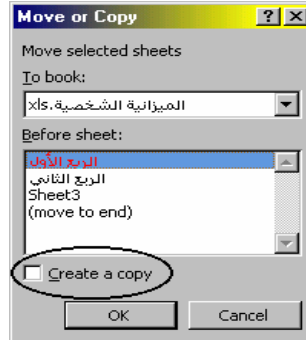 Move or Copy
Move selected sheets
To book:
الميزانية الشخصية.xls
Before sheet:
الربع الأول
الربع الثاني
Sheet3
(move to end)
Create a copy
OK
Cancel